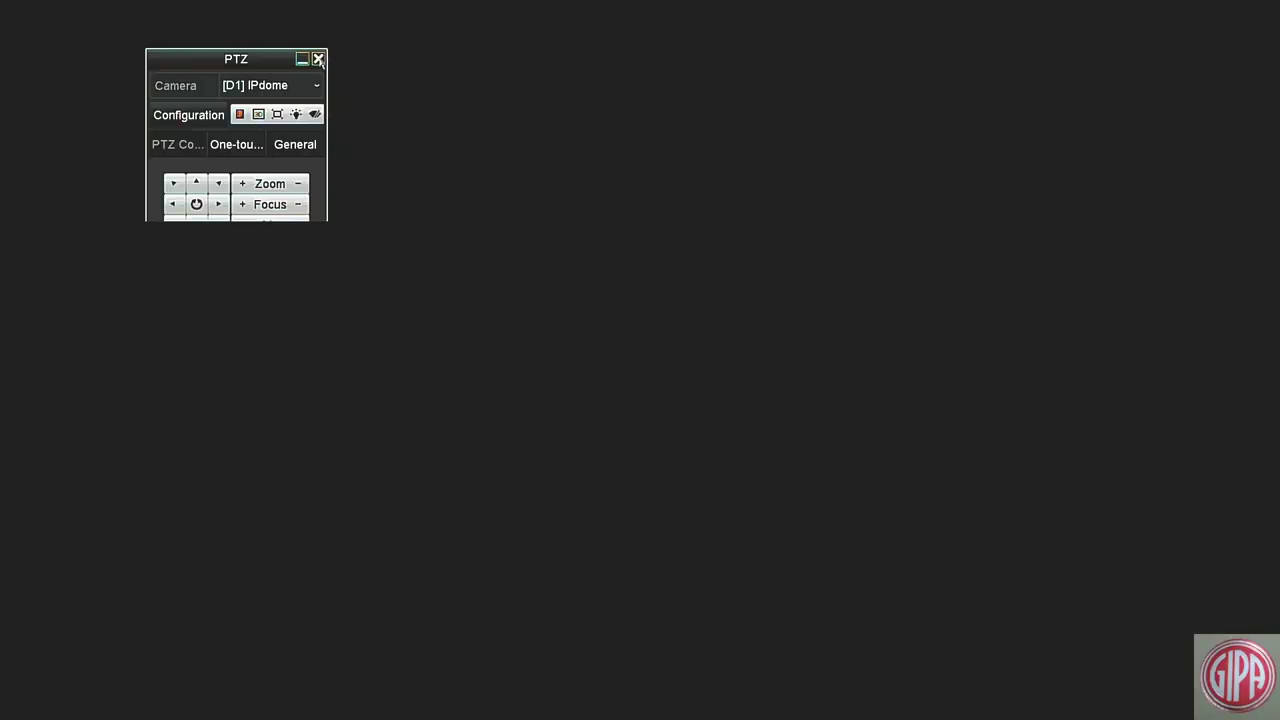 PTZ
Camera [D1] IPdome
Configuration
PTZ Co... One-tou... General
+ Zoom −
+ Focus −
GIPA